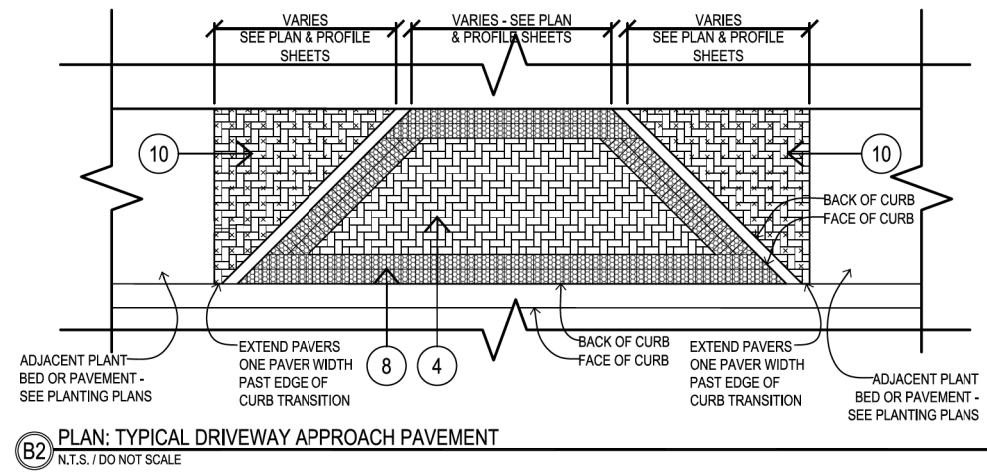 VARIES
SEE PLAN & PROFILE
SHEETS
VARIES - SEE PLAN
& PROFILE SHEETS
VARIES
SEE PLAN & PROFILE
SHEETS
10
10
BACK OF CURB
FACE OF CURB
ADJACENT PLANT
BED OR PAVEMENT -
SEE PLANTING PLANS
EXTEND PAVERS
ONE PAVER WIDTH
PAST EDGE OF
CURB TRANSITION
8
4
BACK OF CURB
FACE OF CURB
EXTEND PAVERS
ONE PAVER WIDTH
PAST EDGE OF
CURB TRANSITION
ADJACENT PLANT
BED OR PAVEMENT -
SEE PLANTING PLANS
B2
PLAN: TYPICAL DRIVEWAY APPROACH PAVEMENT
N.T.S. / DO NOT SCALE